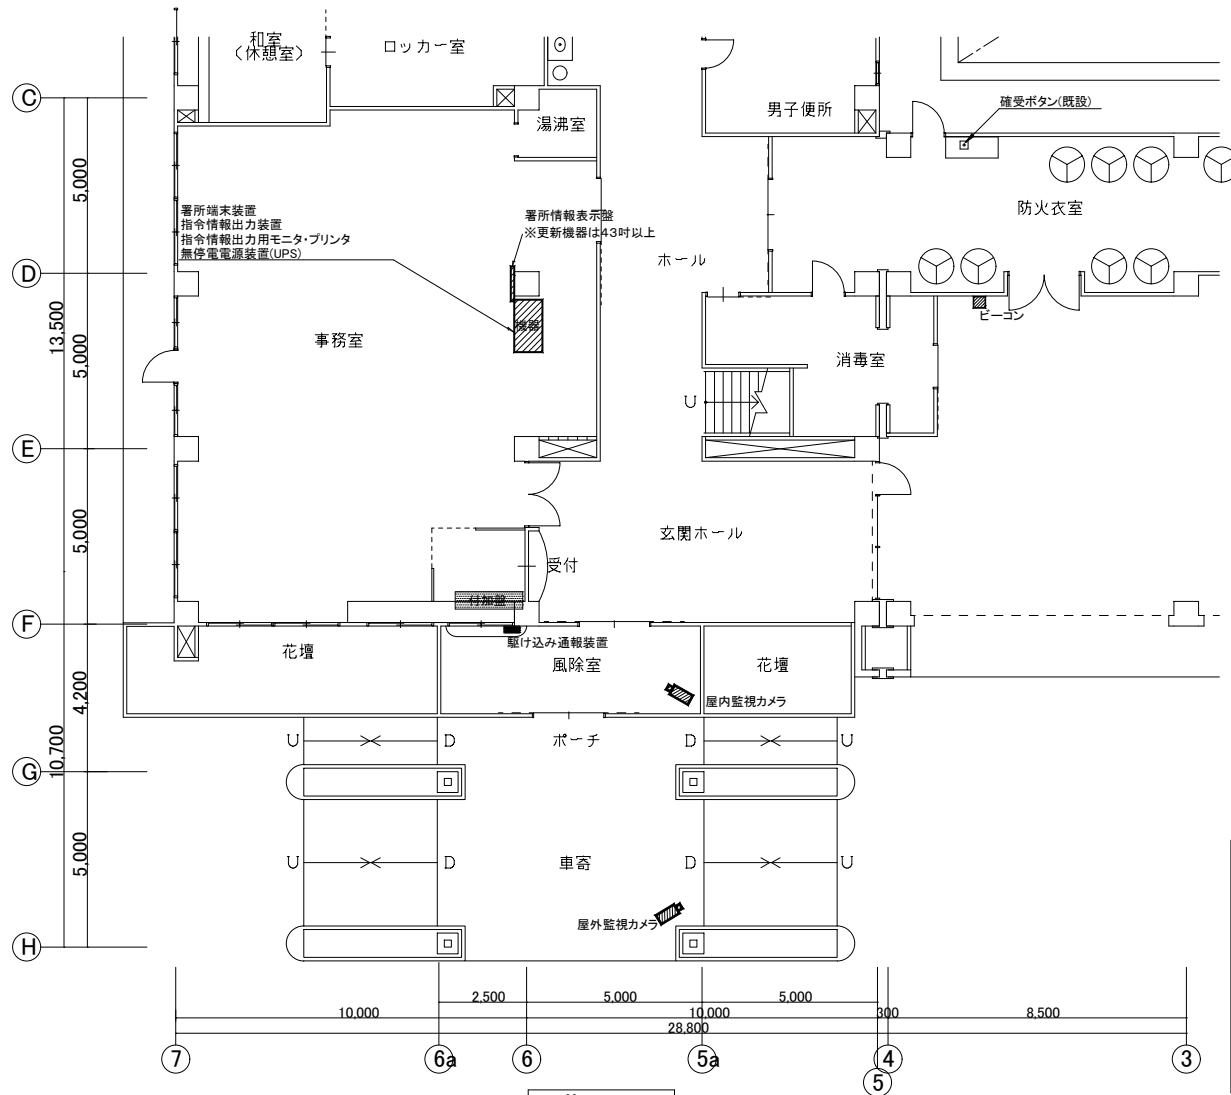 和室
(休憩室)
ロッカー室
湯沸室
男子便所
確受ボタン(既設)
C
5,000
防火衣室
署所端末装置
指令情報出力装置
指令情報出力用モニタ・プリンタ
無停電電源装置(UPS)
署所情報表示盤
※更新機器は43吋以上
ホール
D
13,500
5,000
事務室
機器
ビーコン
消毒室
U
E
5,000
玄関ホール
受付
付加盤
F
駆け込み通報装置
花壇
風除室
花壇
4,200
屋内監視カメラ
10,700
U
D
ポーチ
D
U
G
5,000
U
D
車寄
D
U
屋外監視カメラ
H
2,500
5,000
5,000
10,000
10,000
300
8,500
28,800
7
6a
6
5a
4
3
5